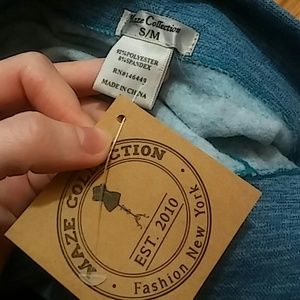 Maze Collection
S/M
92%POLYESTER
8%SPANDEX
RN#146449
MADE IN CHINA
MAZE COLLECTION
EST. 2010
Fashion New York